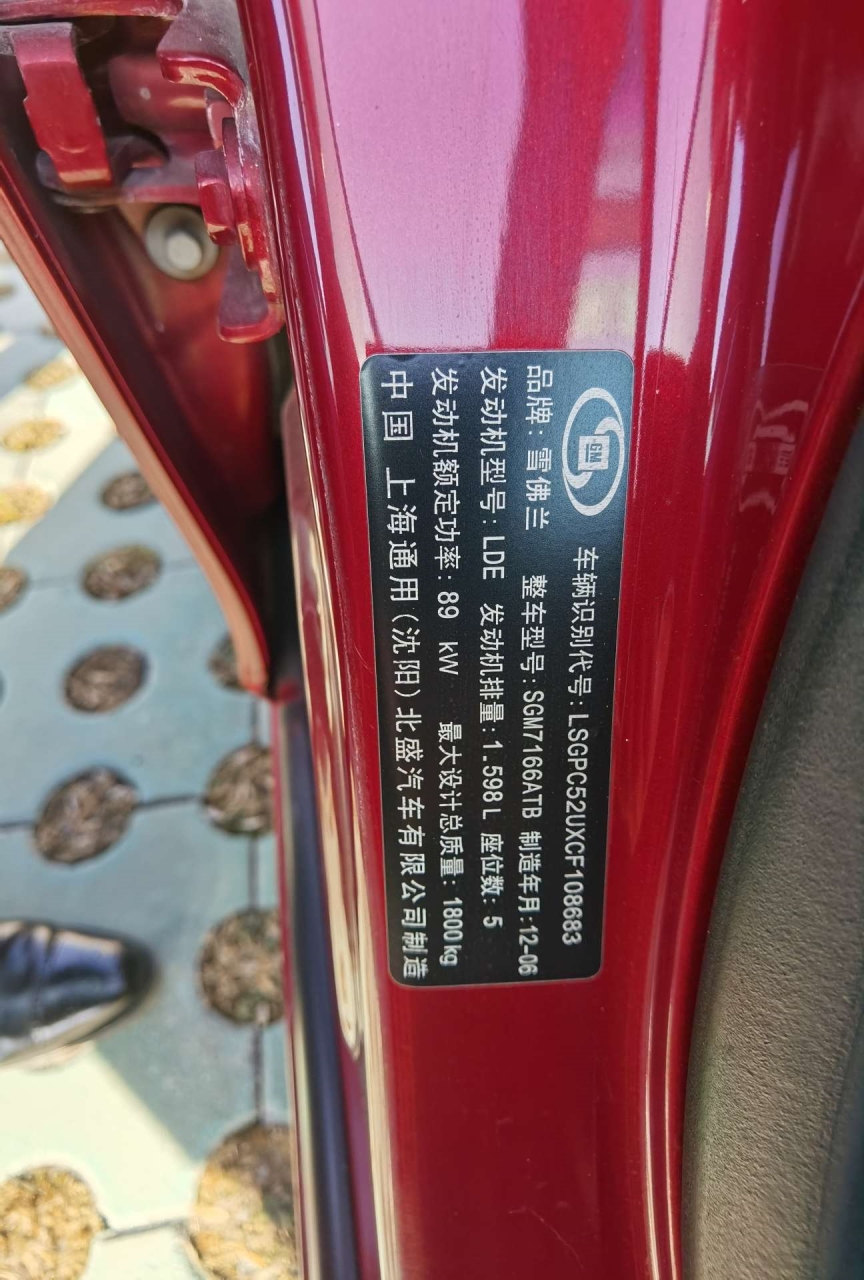 GM
车辆识别代号:LSGPC52UXCF108683
品牌:雪佛兰 整车型号:SGM7166ATB 制造年月:12-06
发动机型号:LDE 发动机排量:1.598L 座位数:5
发动机额定功率:89 kW 最大设计总质量:1800kg
中国 上海通用(沈阳)北盛汽车有限公司制造